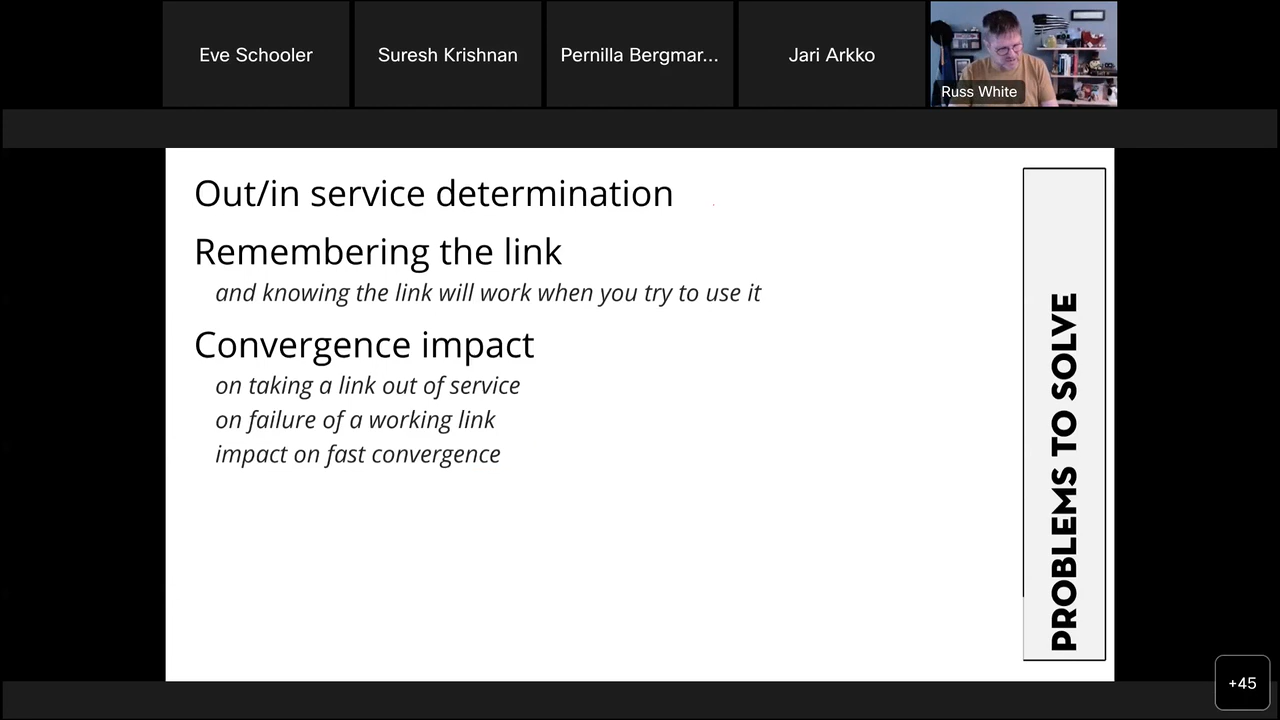 Eve Schooler
Suresh Krishnan
Pernilla Bergmar...
Jari Arkko
Russ White
Out/in service determination
Remembering the link
and knowing the link will work when you try to use it
Convergence impact
on taking a link out of service
on failure of a working link
impact on fast convergence
PROBLEMS TO SOLVE
+45